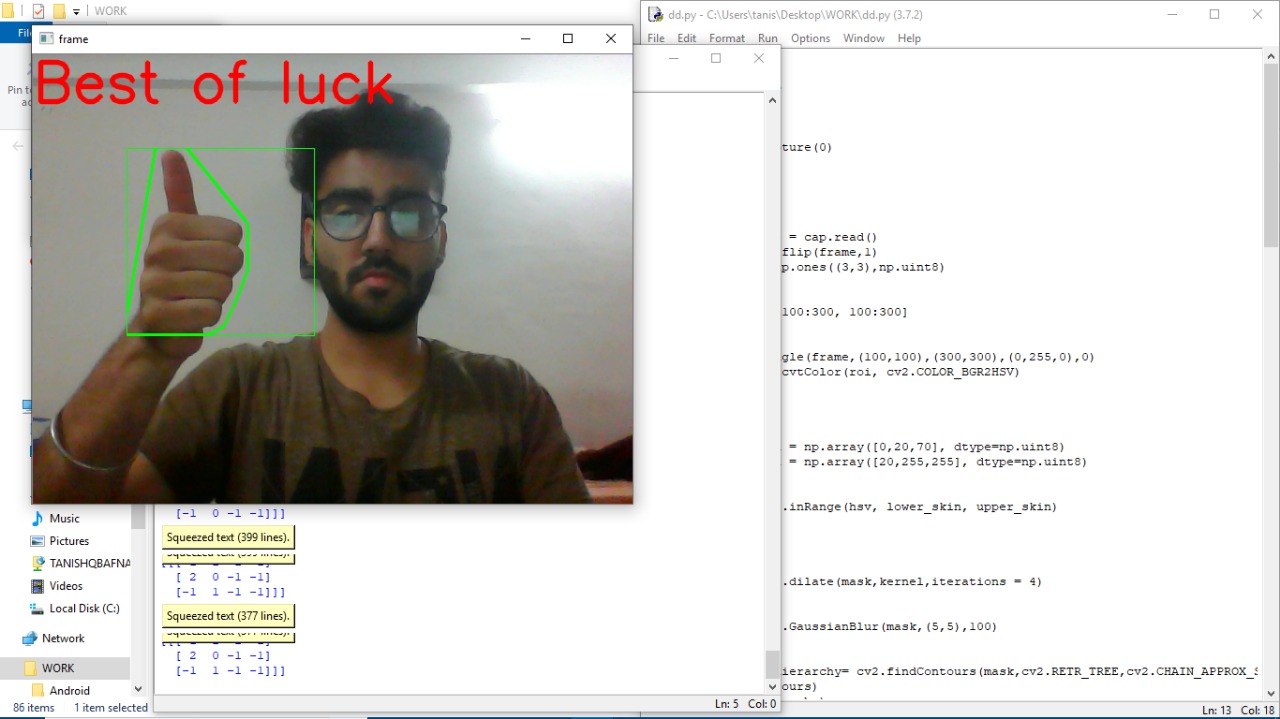 WORK
dd.py - C:\Users\tanis\Desktop\WORK\dd.py (3.7.2)
File Edit Format Run Options Window Help
frame
Best of luck
ture(0)
= cap.read()
flip(frame,1)
p.ones((3,3),np.uint8)
100:300, 100:300]
gle(frame,(100,100),(300,300),(0,255,0),0)
cvtColor(roi, cv2.COLOR_BGR2HSV)
= np.array([0,20,70], dtype=np.uint8)
= np.array([20,255,255], dtype=np.uint8)
.inRange(hsv, lower_skin, upper_skin)
.dilate(mask,kernel,iterations = 4)
.GaussianBlur(mask,(5,5),100)
ierarchy= cv2.findContours(mask,cv2.RETR_TREE,cv2.CHAIN_APPROX_S
ours)
Ln: 13 Col: 18
[-1 0 -1 -1]]]
Squeezed text (399 lines).
[ 2 0 -1 -1]
[-1 1 -1 -1]]]
Squeezed text (377 lines).
[ 2 0 -1 -1]
[-1 1 -1 -1]]]
Ln: 5 Col: 0
Music
Pictures
TANISHQBAFNA
Videos
Local Disk (C:)
Network
WORK
Android
86 items 1 item selected